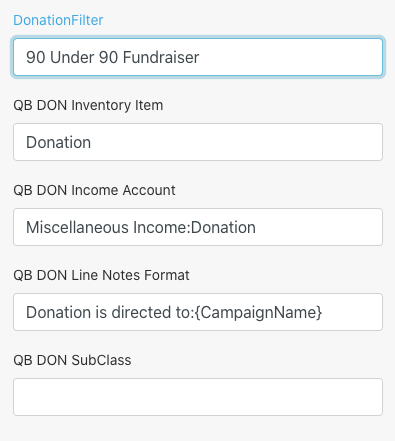 DonationFilter
90 Under 90 Fundraiser
QB DON Inventory Item
Donation
QB DON Income Account
Miscellaneous Income:Donation
QB DON Line Notes Format
Donation is directed to:{CampaignName}
QB DON SubClass